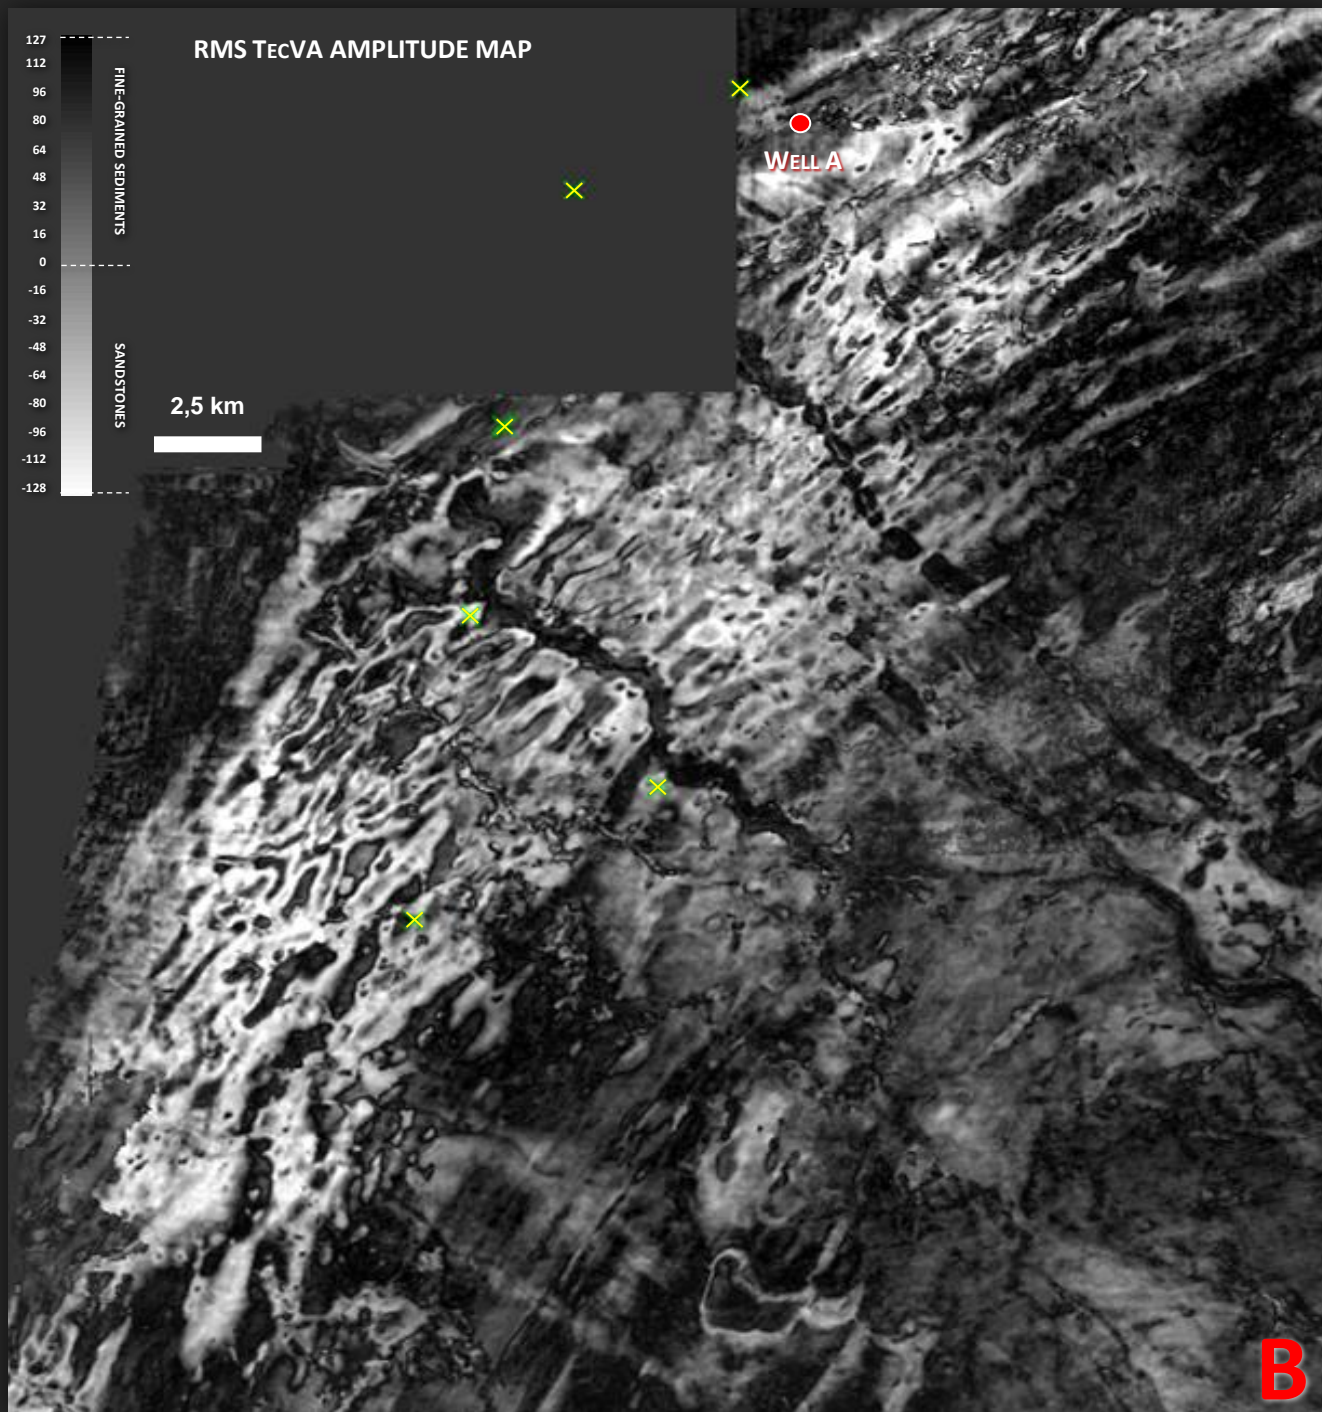 RMS TECVA AMPLITUDE MAP
127
112
96
80
64
48
32
16
0
-16
-32
-48
-64
-80
-96
-112
-128
FINE-GRAINED SEDIMENTS
SANDSTONES
2,5 km
WELL A
B